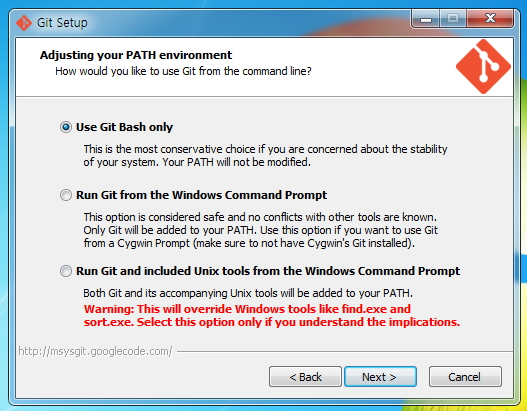 Git Setup
Adjusting your PATH environment
How would you like to use Git from the command line?
Use Git Bash only
This is the most conservative choice if you are concerned about the stability
of your system. Your PATH will not be modified.
Run Git from the Windows Command Prompt
This option is considered safe and no conflicts with other tools are known.
Only Git will be added to your PATH. Use this option if you want to use Git
from a Cygwin Prompt (make sure to not have Cygwin's Git installed).
Run Git and included Unix tools from the Windows Command Prompt
Both Git and its accompanying Unix tools will be added to your PATH.
Warning: This will override Windows tools like find.exe and
sort.exe. Select this option only if you understand the implications.
http://msysgit.googlecode.com/
< Back
Next >
Cancel